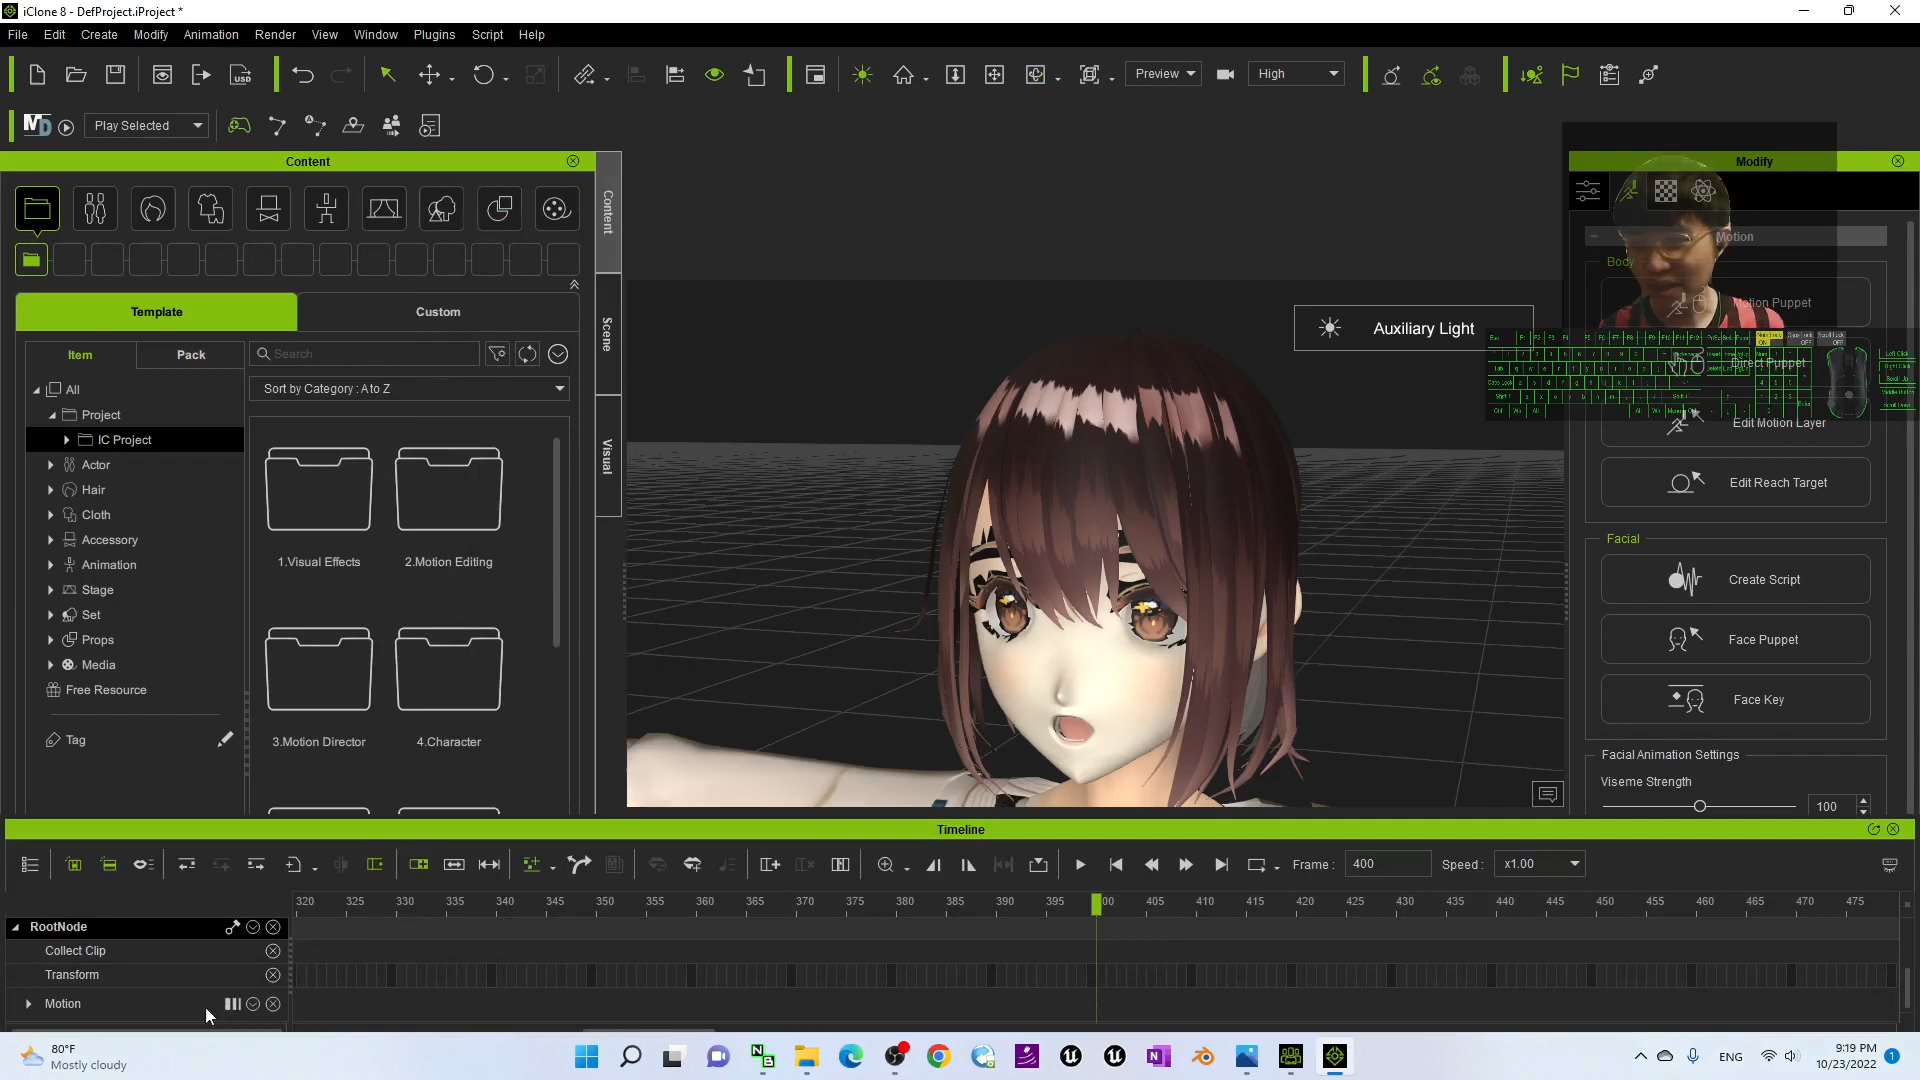 iClone 8 - DefProject.iProject *
File Edit Create Modify Animation Render View Window Plugins Script Help
Preview
High
Play Selected
Content
Modify
Content
Scene
Visual
Template
Custom
Item
Pack
Search
Sort by Category : A to Z
All
Project
IC Project
Actor
Hair
Cloth
Accessory
Animation
Stage
Set
Props
Media
Free Resource
Tag
1.Visual Effects
2.Motion Editing
3.Motion Director
4.Character
Auxiliary Light
Motion
Body
Motion Puppet
Direct Puppet
Edit Motion Layer
Edit Reach Target
Facial
Create Script
Face Puppet
Face Key
Facial Animation Settings
Viseme Strength
100
Timeline
Frame : 400 Speed : x1.00
320 325 330 335 340 345 350 355 360 365 370 375 380 385 390 395 00 405 410 415 420 425 430 435 440 445 450 455 460 465 470 475
RootNode
Collect Clip
Transform
Motion
80°F
Mostly cloudy
ENG
9:19 PM
10/23/2022
1